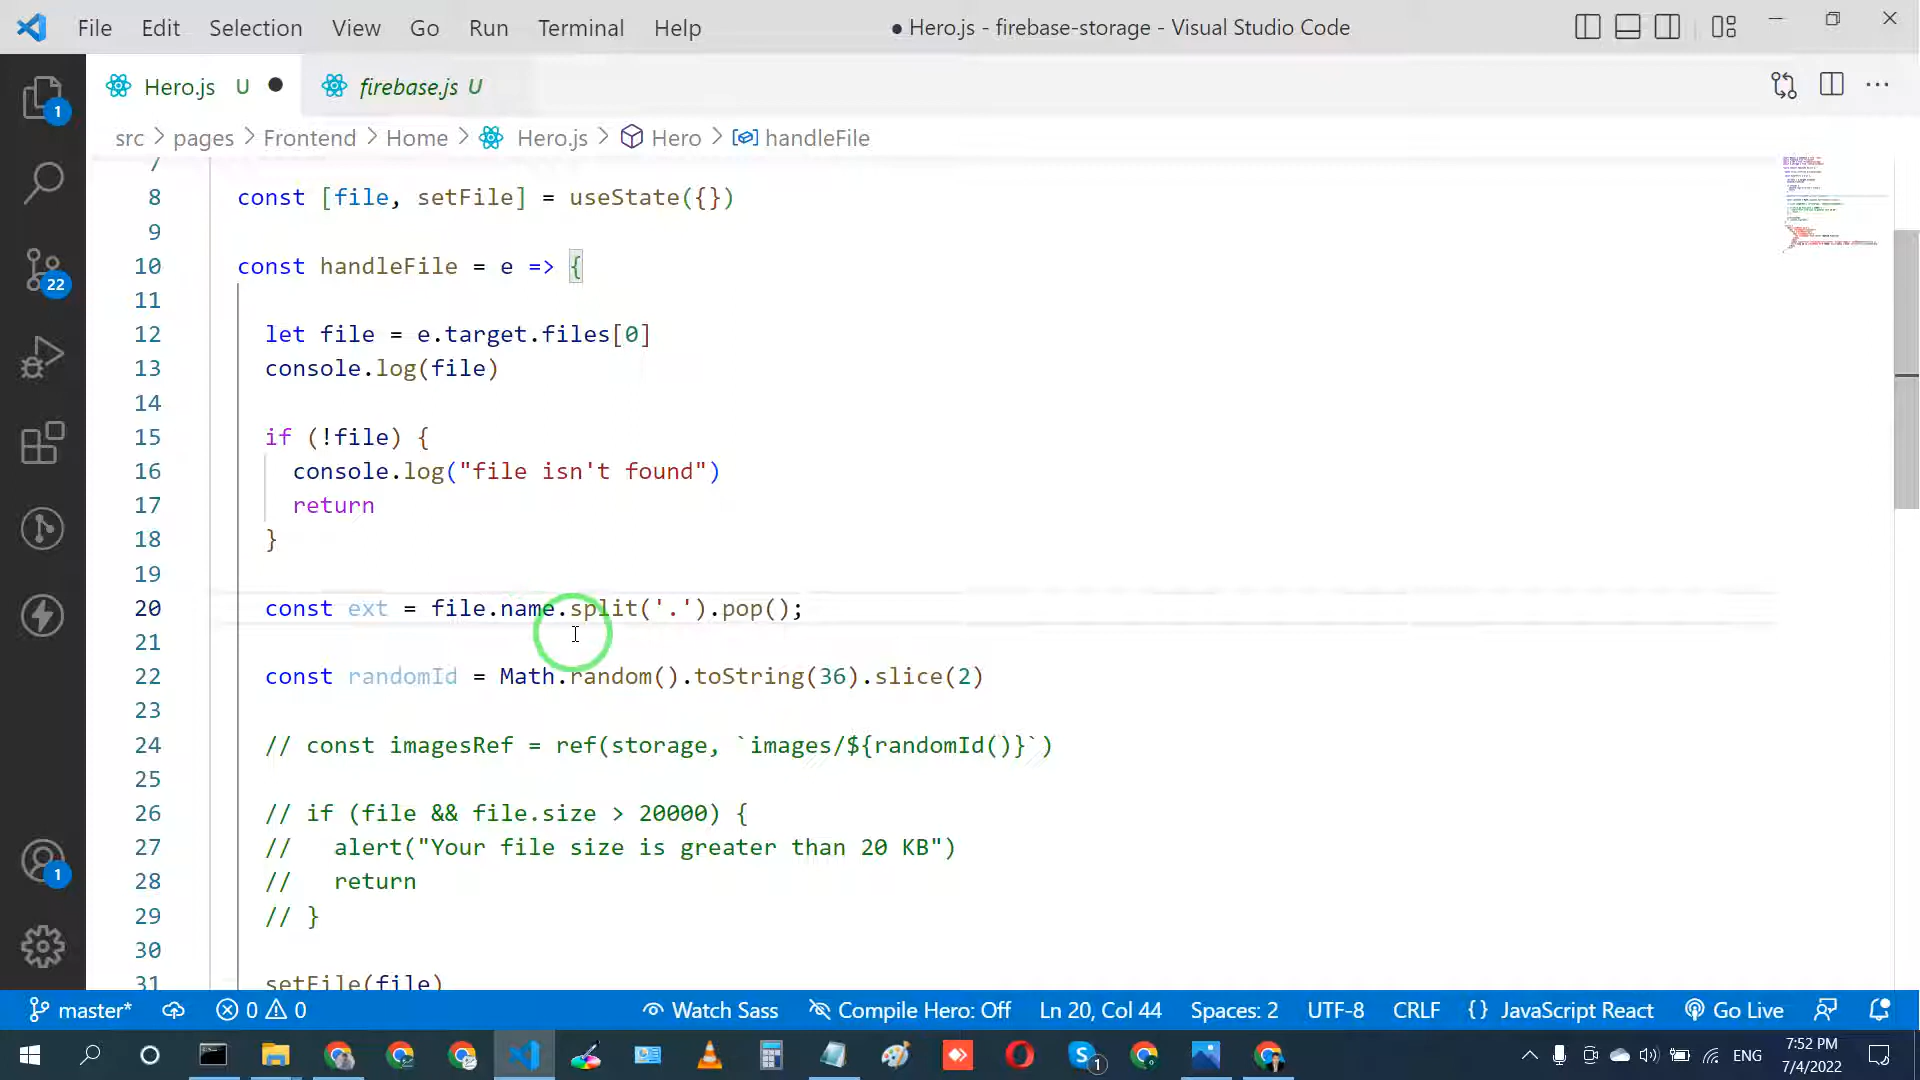 File Edit Selection View Go Run Terminal Help
● Hero.js - firebase-storage - Visual Studio Code
Hero.js U ●
firebase.js U
src > pages > Frontend > Home > Hero.js > Hero > handleFile
7
8 const [file, setFile] = useState({})
9
10 const handleFile = e => {
11
12 let file = e.target.files[0]
13 console.log(file)
14
15 if (!file) {
16 console.log("file isn't found")
17 return
18 }
19
20 const ext = file.name.split('.').pop();
21
22 const randomId = Math.random().toString(36).slice(2)
23
24 // const imagesRef = ref(storage, `images/${randomId()}`)
25
26 // if (file && file.size > 20000) {
27 //   alert("Your file size is greater than 20 KB")
28 //   return
29 // }
30
31 setFile(file)
1
22
1
master* 0 0 Watch Sass Compile Hero: Off Ln 20, Col 44 Spaces: 2 UTF-8 CRLF {} JavaScript React Go Live
1
ENG
7:52 PM
7/4/2022